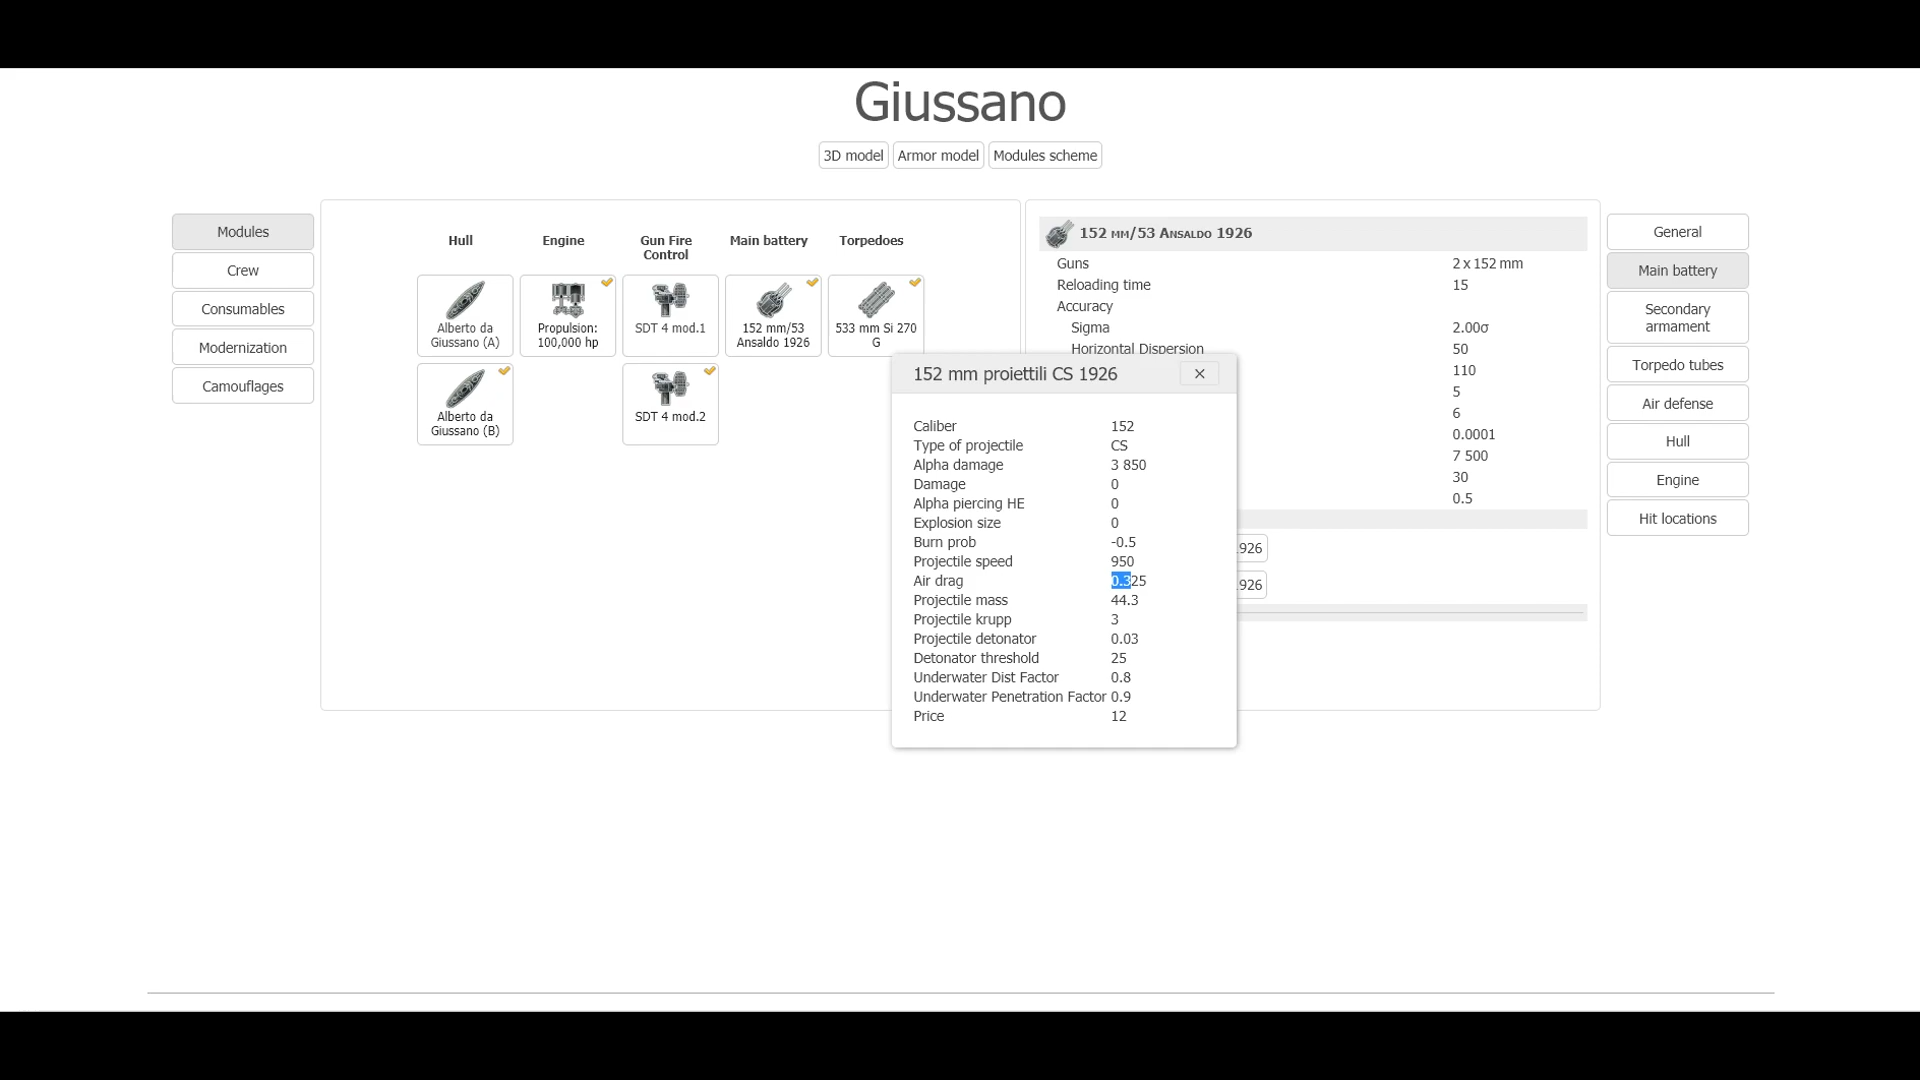 Giussano
3D model
Armor model
Modules scheme
Modules
Crew
Consumables
Modernization
Camouflages
Hull
Engine
Gun Fire
Control
Main battery
Torpedoes
Alberto da
Giussano (A)
Propulsion:
100,000 hp
SDT 4 mod.1
152 mm/53
Ansaldo 1926
533 mm Si 270
G
Alberto da
Giussano (B)
SDT 4 mod.2
152 mm/53 Ansaldo 1926
Guns 2 x 152 mm
Reloading time 15
Accuracy
Sigma 2.00σ
Horizontal Dispersion 50
110
5
6
0.0001
7 500
30
0.5
1926
1926
152 mm proiettili CS 1926 ×
Caliber 152
Type of projectile CS
Alpha damage 3 850
Damage 0
Alpha piercing HE 0
Explosion size 0
Burn prob -0.5
Projectile speed 950
Air drag 0.325
Projectile mass 44.3
Projectile krupp 3
Projectile detonator 0.03
Detonator threshold 25
Underwater Dist Factor 0.8
Underwater Penetration Factor 0.9
Price 12
General
Main battery
Secondary
armament
Torpedo tubes
Air defense
Hull
Engine
Hit locations